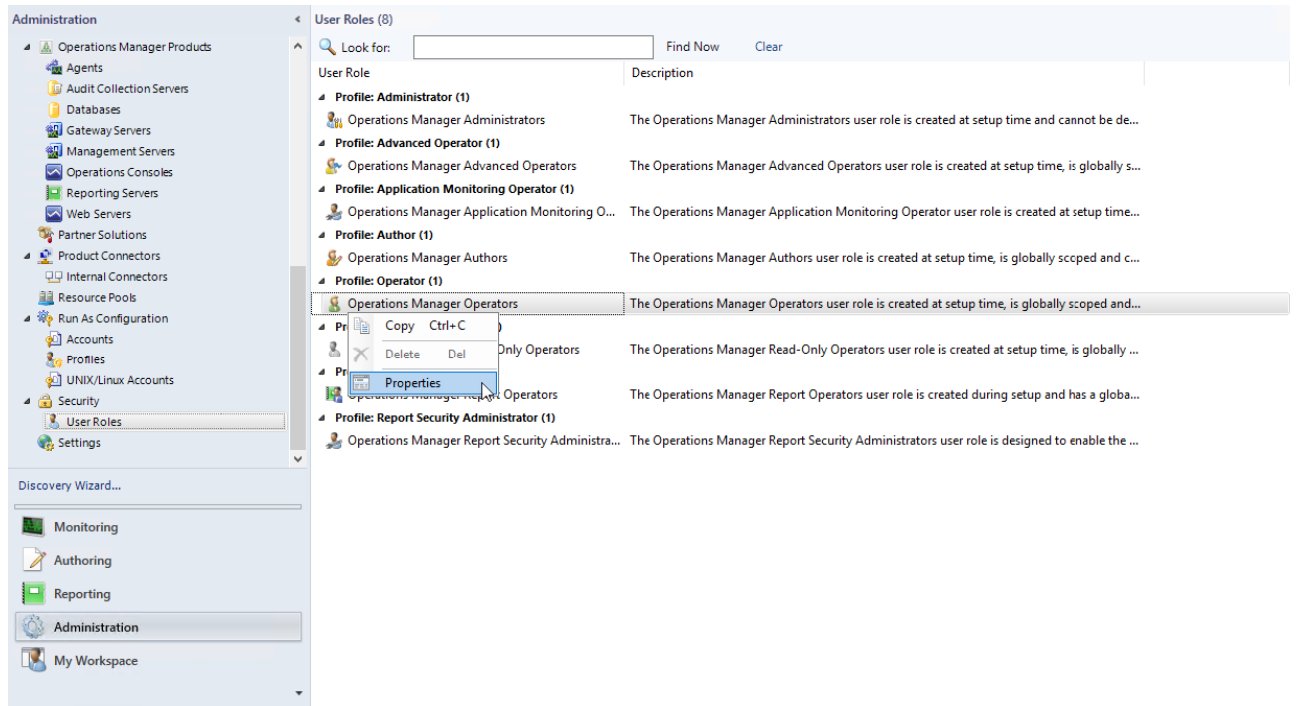 Administration
Operations Manager Products
Agents
Audit Collection Servers
Databases
Gateway Servers
Management Servers
Operations Consoles
Reporting Servers
Web Servers
Partner Solutions
Product Connectors
Internal Connectors
Resource Pools
Run As Configuration
Accounts
Profiles
UNIX/Linux Accounts
Security
User Roles
Settings
Discovery Wizard...
Monitoring
Authoring
Reporting
Administration
My Workspace
User Roles (8)
Look for: Find Now Clear
User Role Description
Profile: Administrator (1)
Operations Manager Administrators The Operations Manager Administrators user role is created at setup time and cannot be de...
Profile: Advanced Operator (1)
Operations Manager Advanced Operators The Operations Manager Advanced Operators user role is created at setup time, is globally s...
Profile: Application Monitoring Operator (1)
Operations Manager Application Monitoring O... The Operations Manager Application Monitoring Operator user role is created at setup time...
Profile: Author (1)
Operations Manager Authors The Operations Manager Authors user role is created at setup time, is globally scoped and c...
Profile: Operator (1)
Operations Manager Operators The Operations Manager Operators user role is created at setup time, is globally scoped and...
Copy Ctrl+C
Only Operators The Operations Manager Read-Only Operators user role is created at setup time, is globally ...
Delete Del
Properties
Operations Manager Report Operators The Operations Manager Report Operators user role is created during setup and has a globa...
Profile: Report Security Administrator (1)
Operations Manager Report Security Administra... The Operations Manager Report Security Administrators user role is designed to enable the ...